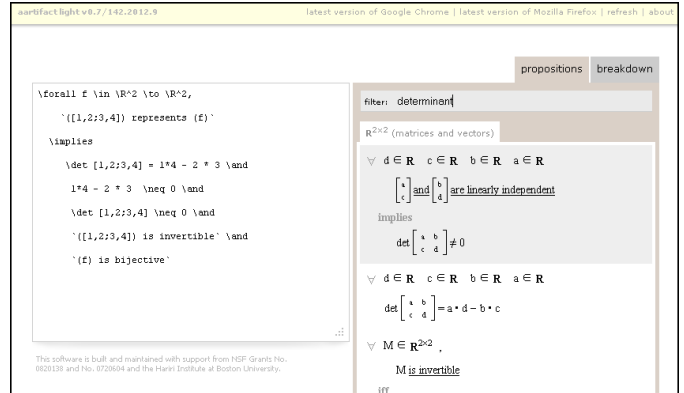 aartifact light v0.7/142.2012.9 latest version of Google Chrome | latest version of Mozilla Firefox | refresh | about
propositions breakdown
\forall f \in \R^2 \to \R^2,
`([1,2;3,4]) represents (f)`
\implies
\det [1,2;3,4] = 1*4 - 2 * 3 \and
1*4 - 2 * 3 \neq 0 \and
\det [1,2;3,4] \neq 0 \and
`([1,2;3,4]) is invertible` \and
`(f) is bijective`
This software is built and maintained with support from NSF Grants No.
0820138 and No. 0720604 and the Hariri Institute at Boston University.
filter: determinant
R²ˣ² (matrices and vectors)
∀ d ∈ R c ∈ R b ∈ R a ∈ R
[a c] and [b d] are linearly independent
implies
det [a b c d] ≠ 0
∀ d ∈ R c ∈ R b ∈ R a ∈ R
det [a b c d] = a • d − b • c
∀ M ∈ R²ˣ² ,
M is invertible
iff